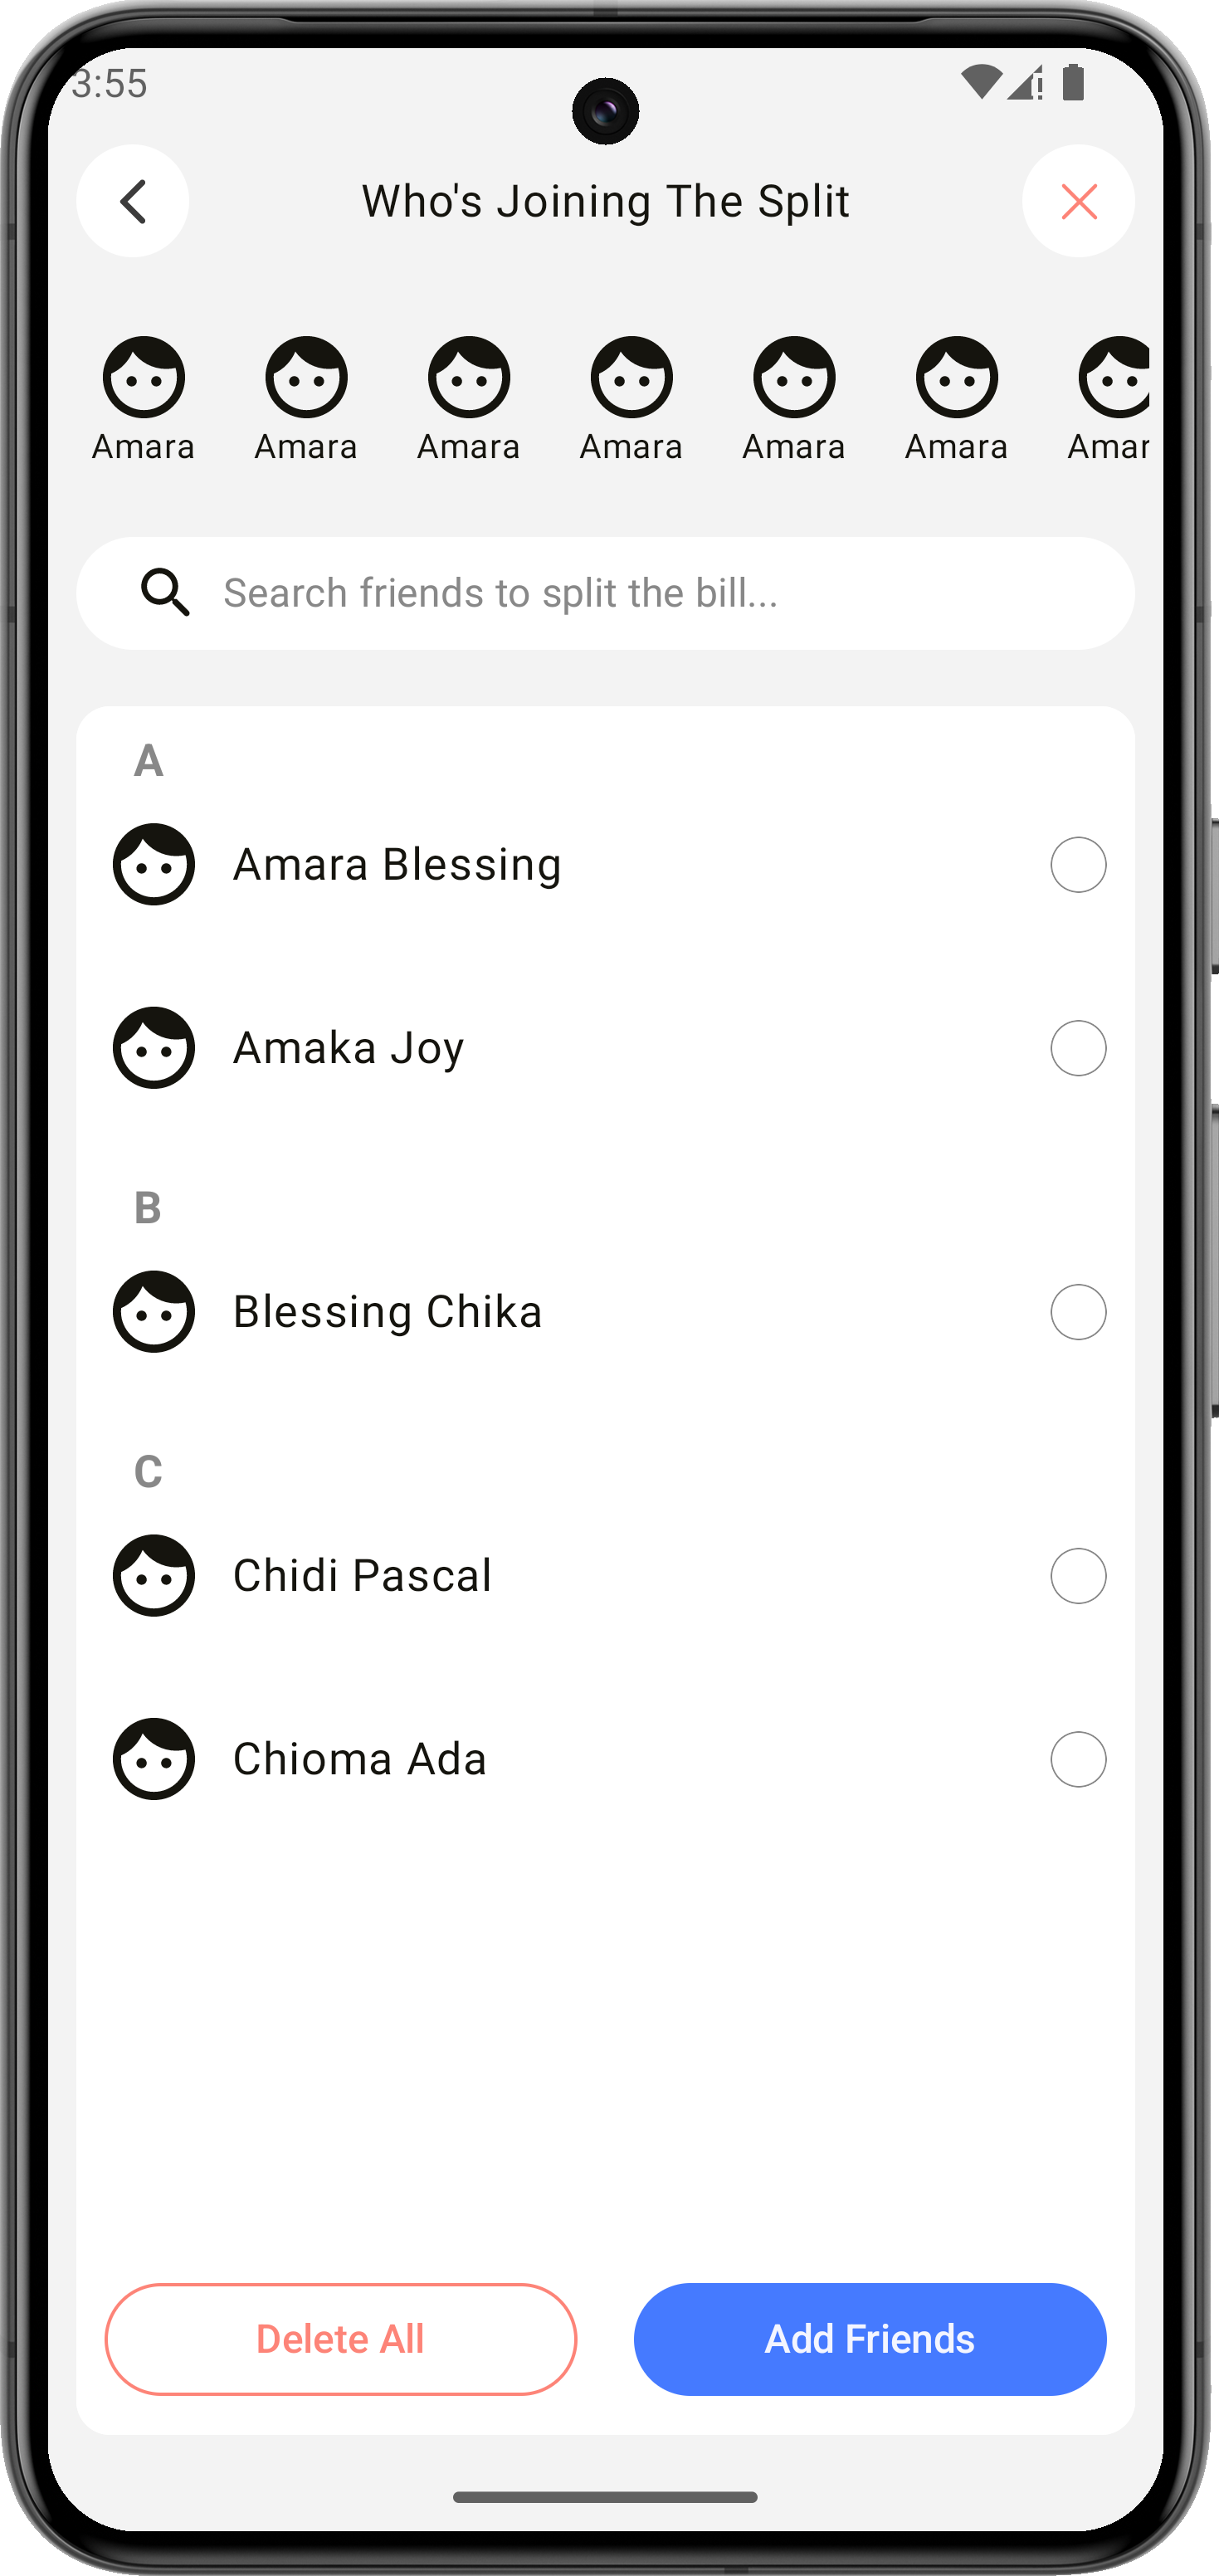 3:55
Who's Joining The Split
Amara Amara Amara Amara Amara Amara Amar
Search friends to split the bill...
A
Amara Blessing
Amaka Joy
B
Blessing Chika
C
Chidi Pascal
Chioma Ada
Delete All Add Friends